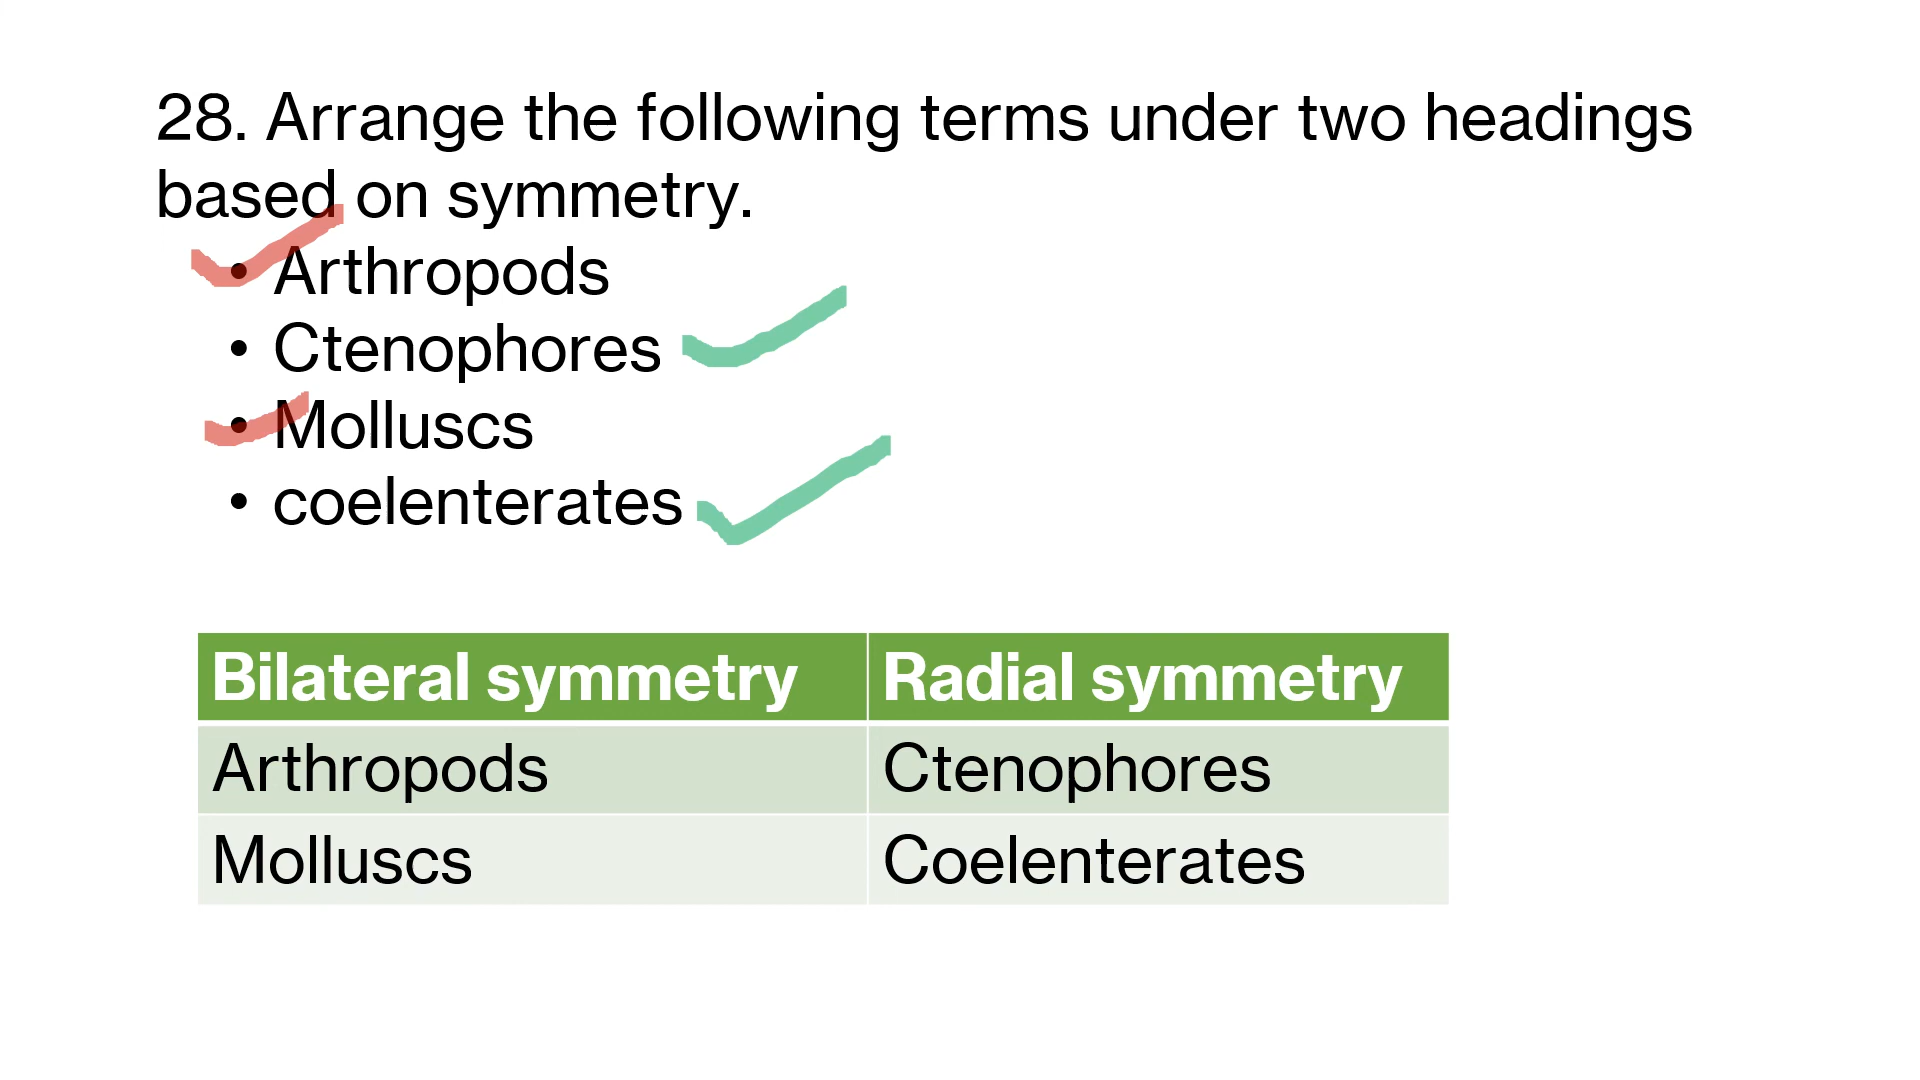 28. Arrange the following terms under two headings
based on symmetry.
• Arthropods
• Ctenophores
• Molluscs
• coelenterates
Bilateral symmetry Radial symmetry
Arthropods Ctenophores
Molluscs Coelenterates